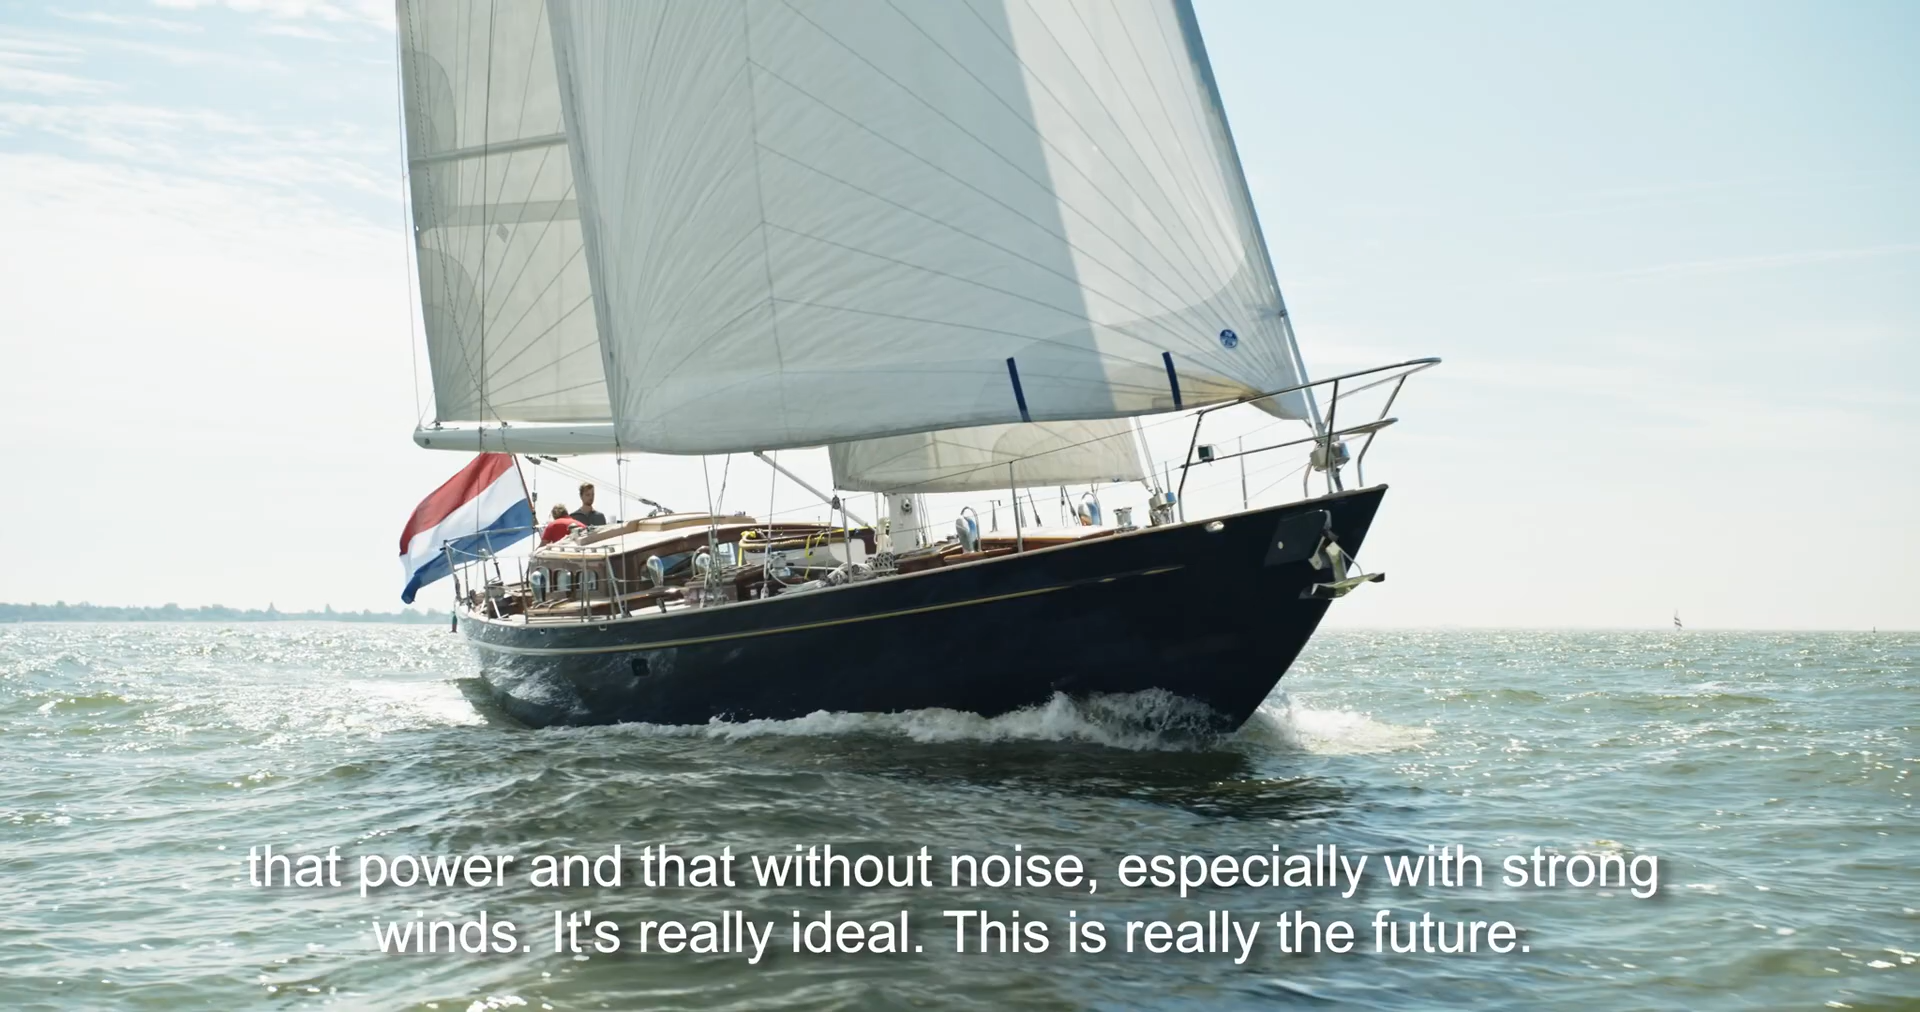 that power and that without noise, especially with strong
winds. It's really ideal. This is really the future.